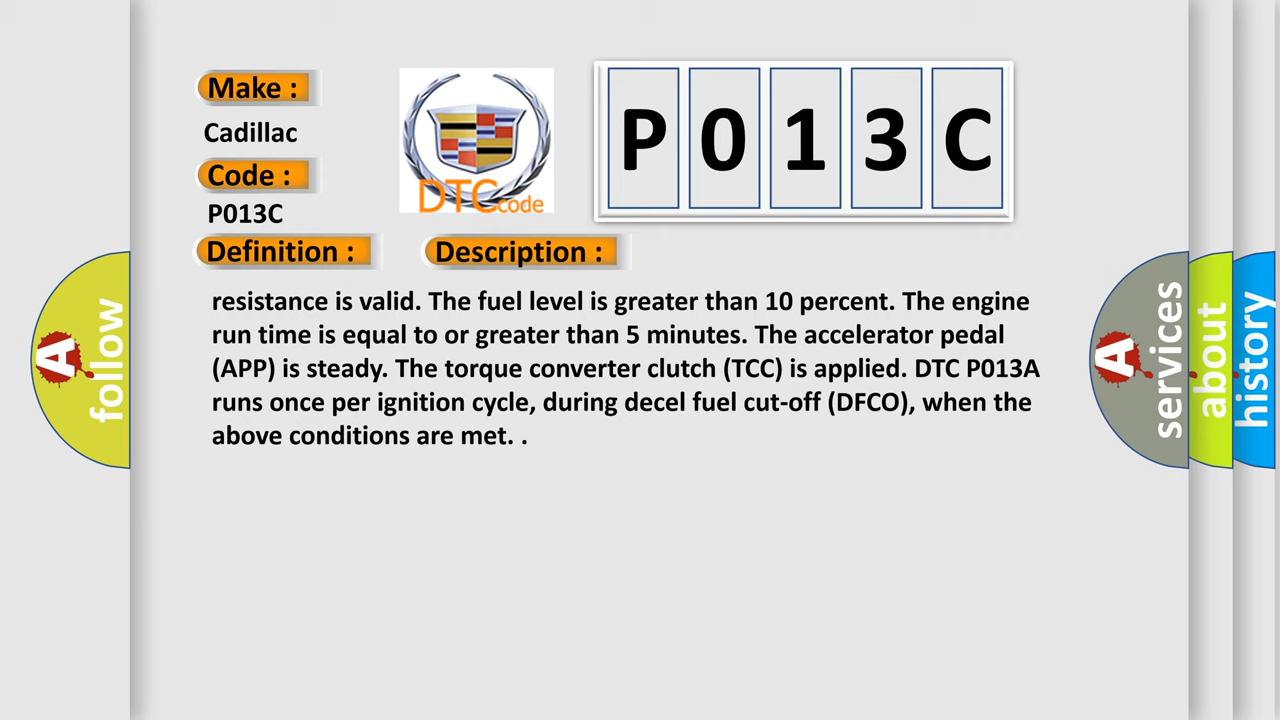 Make :
Cadillac
Code :
P013C
DTC code
P013C
Definition :
Description :
resistance is valid. The fuel level is greater than 10 percent. The engine
run time is equal to or greater than 5 minutes. The accelerator pedal
(APP) is steady. The torque converter clutch (TCC) is applied. DTC P013A
runs once per ignition cycle, during decel fuel cut-off (DFCO), when the
above conditions are met. .
A follow
A services
about
history